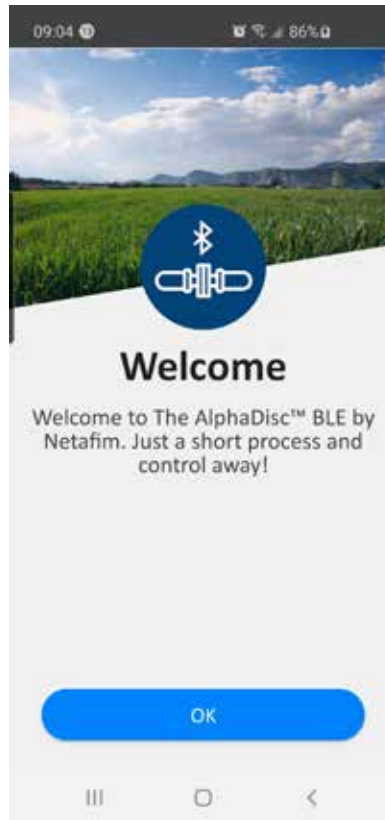 09:04
86%
Welcome
Welcome to The AlphaDisc™ BLE by
Netafim. Just a short process and
control away!
OK